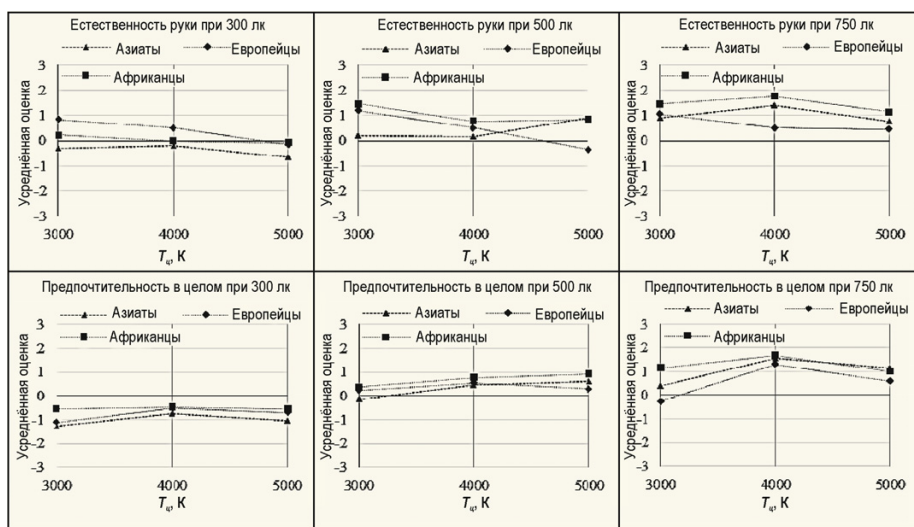 Естественность руки при 300 лк
Азиаты
Европейцы
Африканцы
Усреднённая оценка
3
2
1
0
-1
-2
-3
3000
4000
5000
Tц, К
Естественность руки при 500 лк
Азиаты
Европейцы
Африканцы
Усреднённая оценка
3
2
1
0
-1
-2
-3
3000
4000
5000
Tц, К
Естественность руки при 750 лк
Азиаты
Европейцы
Африканцы
Усреднённая оценка
3
2
1
0
-1
-2
-3
3000
4000
5000
Tц, К
Предпочтительность в целом при 300 лк
Азиаты
Европейцы
Африканцы
Усреднённая оценка
3
2
1
0
-1
-2
-3
3000
4000
5000
Tц, К
Предпочтительность в целом при 500 лк
Азиаты
Европейцы
Африканцы
Усреднённая оценка
3
2
1
0
-1
-2
-3
3000
4000
5000
Tц, К
Предпочтительность в целом при 750 лк
Азиаты
Европейцы
Африканцы
Усреднённая оценка
3
2
1
0
-1
-2
-3
3000
4000
5000
Tц, К